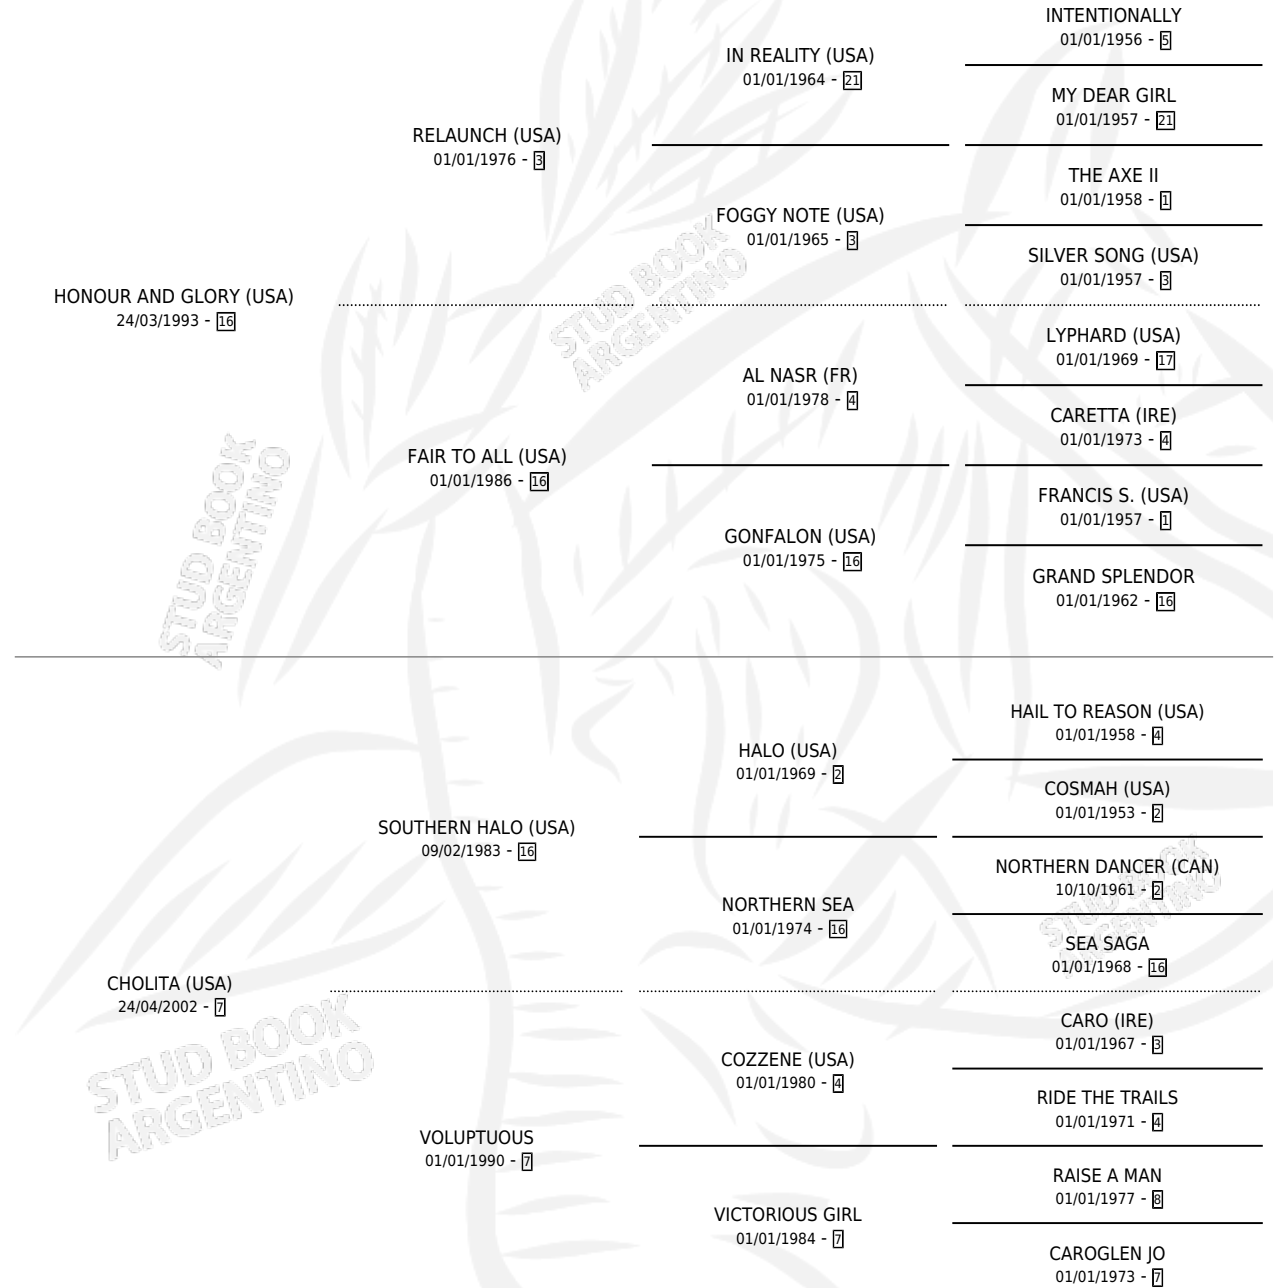 INTENTIONALLY
01/01/1956 - 5
IN REALITY (USA)
01/01/1964 - 21
MY DEAR GIRL
01/01/1957 - 21
RELAUNCH (USA)
01/01/1976 - 3
THE AXE II
01/01/1958 - 1
FOGGY NOTE (USA)
01/01/1965 - 3
SILVER SONG (USA)
01/01/1957 - 3
HONOUR AND GLORY (USA)
24/03/1993 - 16
LYPHARD (USA)
01/01/1969 - 17
AL NASR (FR)
01/01/1978 - 4
CARETTA (IRE)
01/01/1973 - 4
FAIR TO ALL (USA)
01/01/1986 - 16
FRANCIS S. (USA)
01/01/1957 - 1
GONFALON (USA)
01/01/1975 - 16
GRAND SPLENDOR
01/01/1962 - 16
HAIL TO REASON (USA)
01/01/1958 - 4
HALO (USA)
01/01/1969 - 2
COSMAH (USA)
01/01/1953 - 2
SOUTHERN HALO (USA)
09/02/1983 - 16
NORTHERN DANCER (CAN)
10/10/1961 - 2
NORTHERN SEA
01/01/1974 - 16
SEA SAGA
01/01/1968 - 16
CHOLITA (USA)
24/04/2002 - 7
CARO (IRE)
01/01/1967 - 3
COZZENE (USA)
01/01/1980 - 4
RIDE THE TRAILS
01/01/1971 - 4
VOLUPTUOUS
01/01/1990 - 7
RAISE A MAN
01/01/1977 - 8
VICTORIOUS GIRL
01/01/1984 - 7
CAROGLEN JO
01/01/1973 - 7
STUD BOOK
ARGENTINO
STUD BOOK
ARGENTINO
STUD BOOK
ARGENTINO
STUD BOOK
ARGENTINO